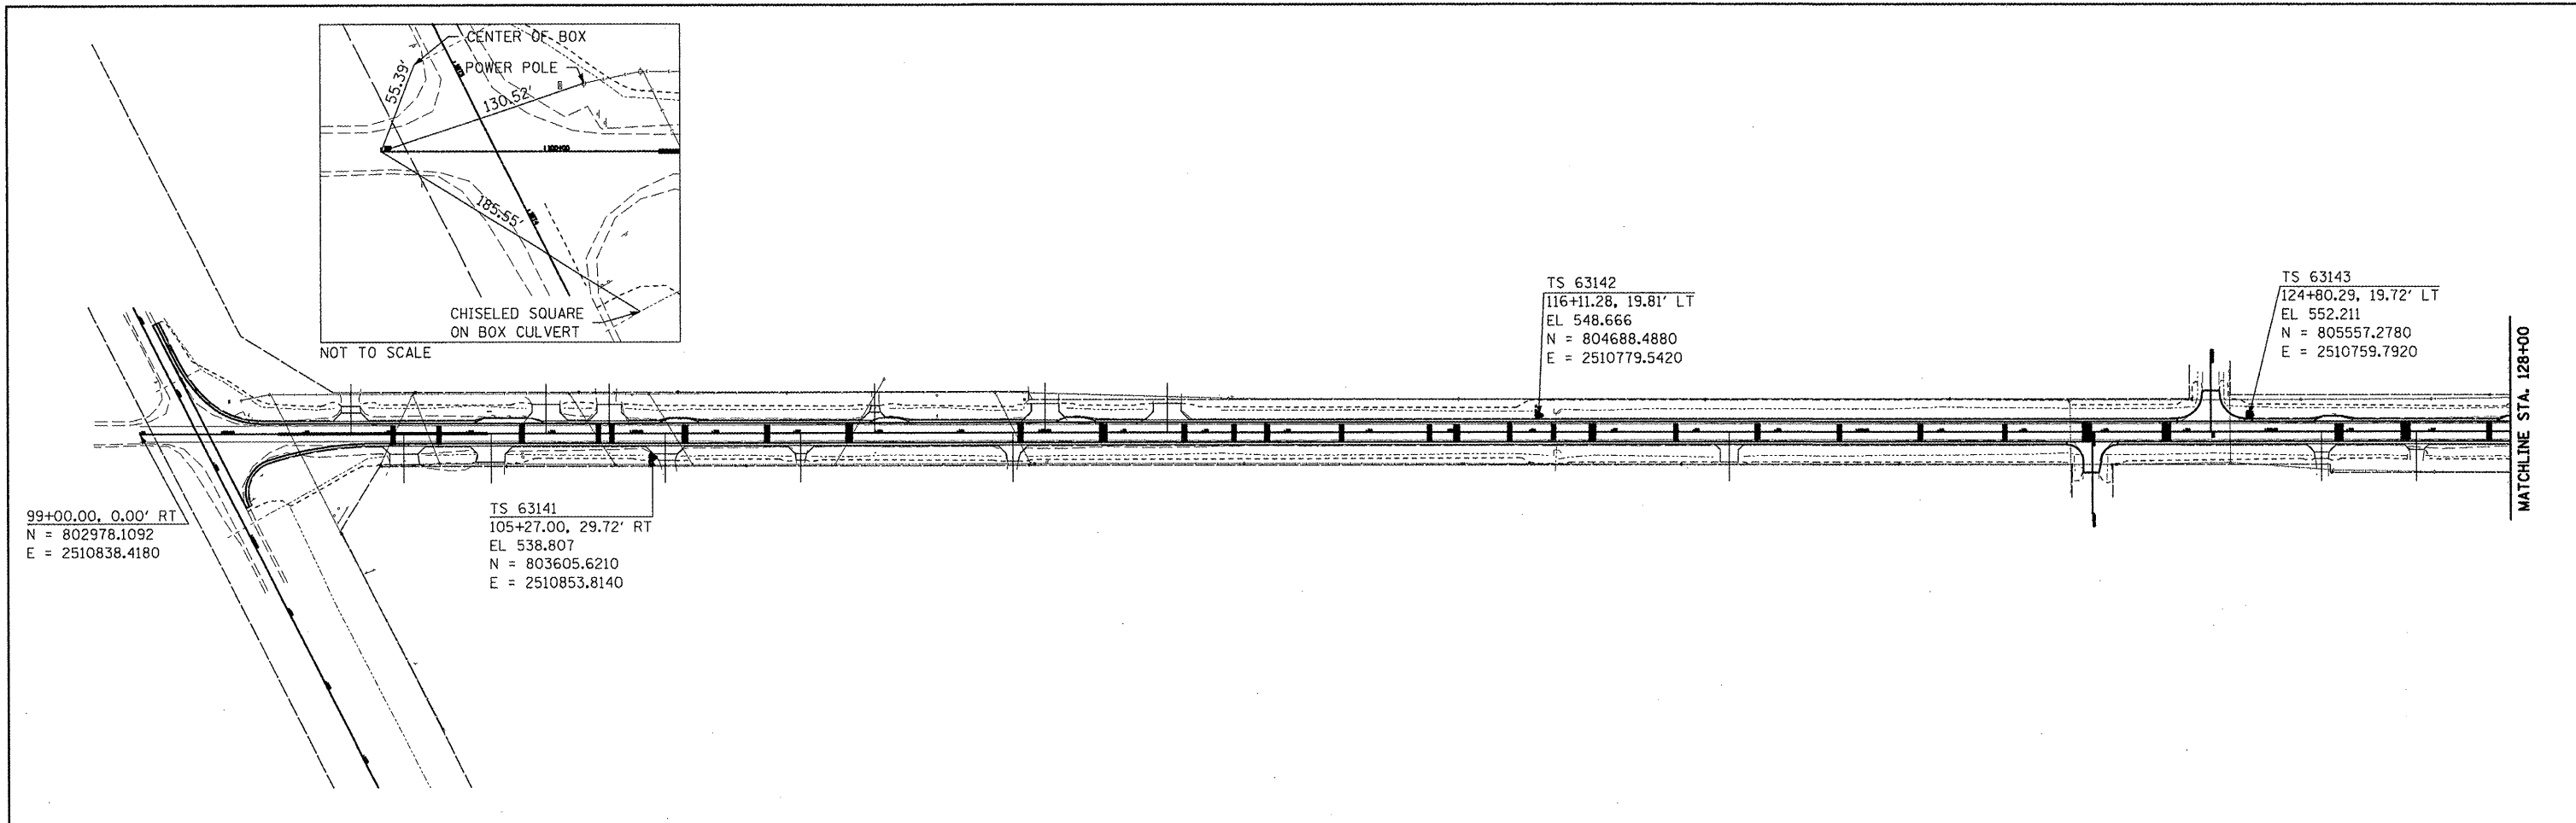 CENTER OF BOX
POWER POLE
55.39'
130.52'
185.55'
CHISELED SQUARE
ON BOX CULVERT
NOT TO SCALE
TS 63142
116+11.28, 19.81' LT
EL 548.666
N = 804688.4880
E = 2510779.5420
TS 63143
124+80.29, 19.72' LT
EL 552.211
N = 805557.2780
E = 2510759.7920
MATCHLINE STA. 128+00
99+00.00, 0.00' RT
N = 802978.1092
E = 2510838.4180
TS 63141
105+27.00, 29.72' RT
EL 538.807
N = 803605.6210
E = 2510853.8140